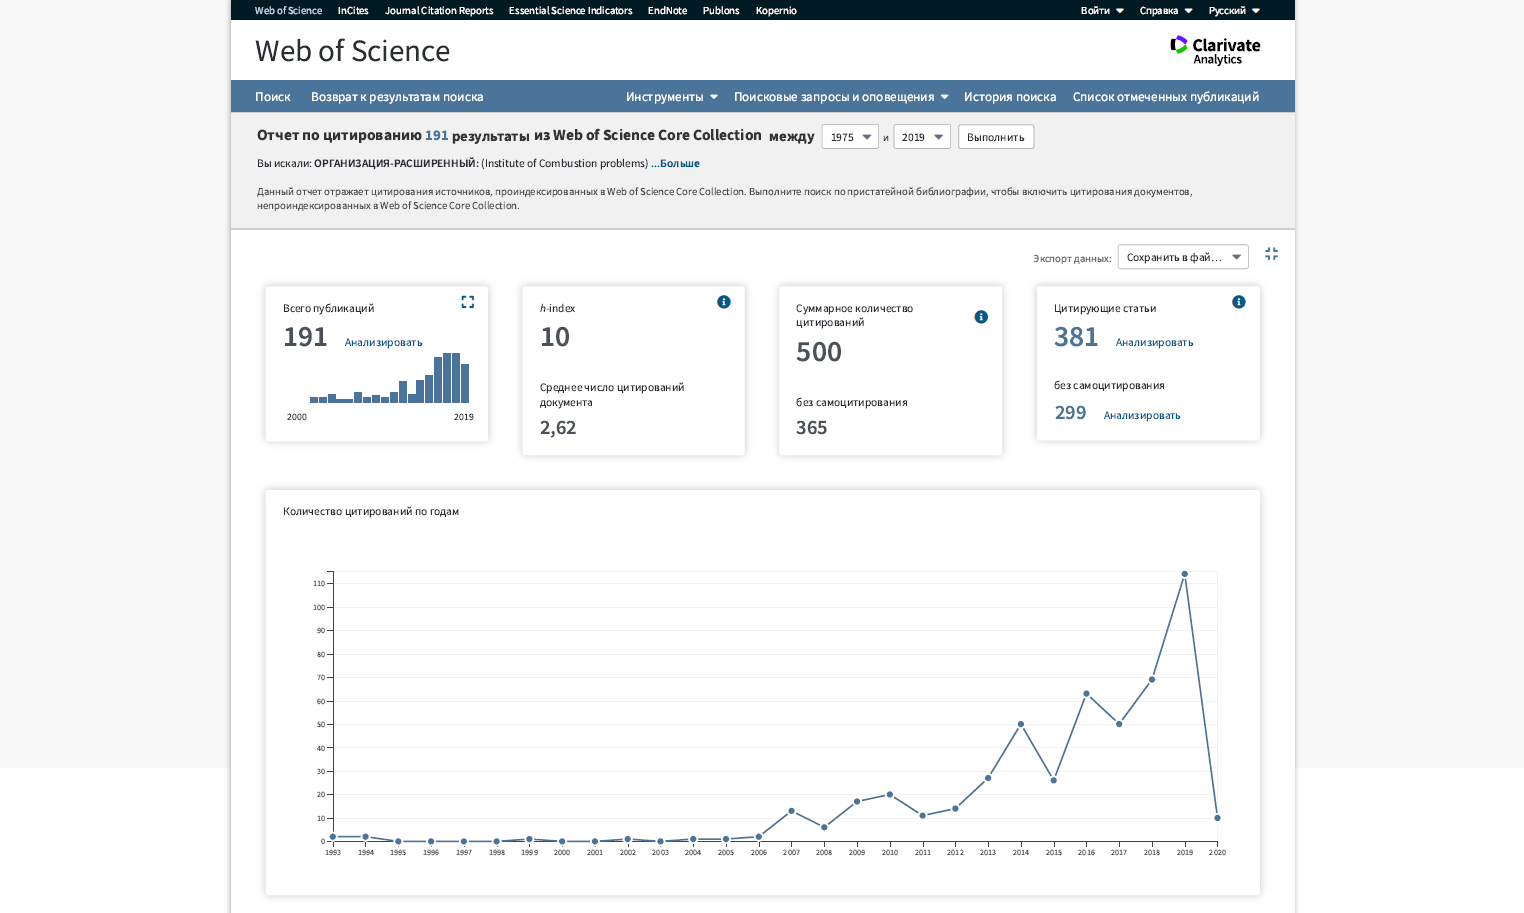 Web of Science InCites Journal Citation Reports Essential Science Indicators EndNote Publons Kopernio Войти Справка Русский
Web of Science
Clarivate
Analytics
Поиск Возврат к результатам поиска Инструменты Поисковые запросы и оповещения История поиска Список отмеченных публикаций
Отчет по цитированию 191 результаты из Web of Science Core Collection между 1975 и 2019 Выполнить
Вы искали: ОРГАНИЗАЦИЯ-РАСШИРЕННЫЙ: (Institute of Combustion problems) ...Больше
Данный отчет отражает цитирования источников, проиндексированных в Web of Science Core Collection. Выполните поиск по пристатейной библиографии, чтобы включить цитирования документов,
непроиндексированных в Web of Science Core Collection.
Экспорт данных: Сохранить в фай...
Всего публикаций
191 Анализировать
2000 2019
h-index
10
Среднее число цитирований
документа
2,62
Суммарное количество
цитирований
500
без самоцитирования
365
Цитирующие статьи
381 Анализировать
без самоцитирования
299 Анализировать
Количество цитирований по годам
110
100
90
80
70
60
50
40
30
20
10
0
1993 1994 1995 1996 1997 1998 1999 2000 2001 2002 2003 2004 2005 2006 2007 2008 2009 2010 2011 2012 2013 2014 2015 2016 2017 2018 2019 2020